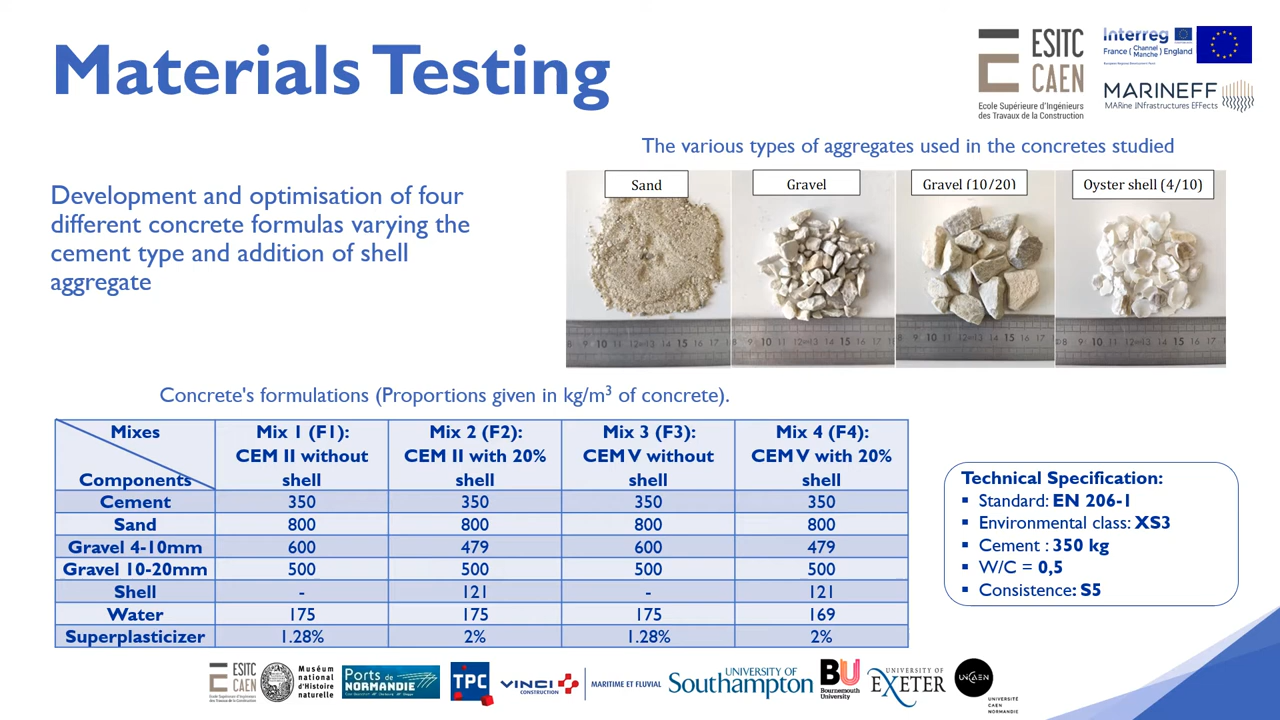 Materials Testing
ESITC
CAEN
Ecole Supérieure d'Ingénieurs
des Travaux de la Construction
Interreg
France ( Channel Manche ) England
European Regional Development Fund
MARINEFF
MARine INfrastructures EFFects
The various types of aggregates used in the concretes studied
Sand
Gravel
Gravel (10/20)
Oyster shell (4/10)
Development and optimisation of four
different concrete formulas varying the
cement type and addition of shell
aggregate
Concrete's formulations (Proportions given in kg/m³ of concrete).
Mixes Components | Mix 1 (F1): CEM II without shell | Mix 2 (F2): CEM II with 20% shell | Mix 3 (F3): CEM V without shell | Mix 4 (F4): CEM V with 20% shell
Cement 350 350 350 350
Sand 800 800 800 800
Gravel 4-10mm 600 479 600 479
Gravel 10-20mm 500 500 500 500
Shell - 121 - 121
Water 175 175 175 169
Superplasticizer 1.28% 2% 1.28% 2%
Technical Specification:
▪ Standard: EN 206-1
▪ Environmental class: XS3
▪ Cement : 350 kg
▪ W/C = 0,5
▪ Consistence: S5
ESITC
CAEN
Muséum
national
d'Histoire
naturelle
Ports de
NORMANDIE
TPC
VINCI
CONSTRUCTION
MARITIME ET FLUVIAL
UNIVERSITY OF
Southampton
BU
Bournemouth
University
UNIVERSITY OF
EXETER
UNICAEN
UNIVERSITÉ
CAEN
NORMANDIE